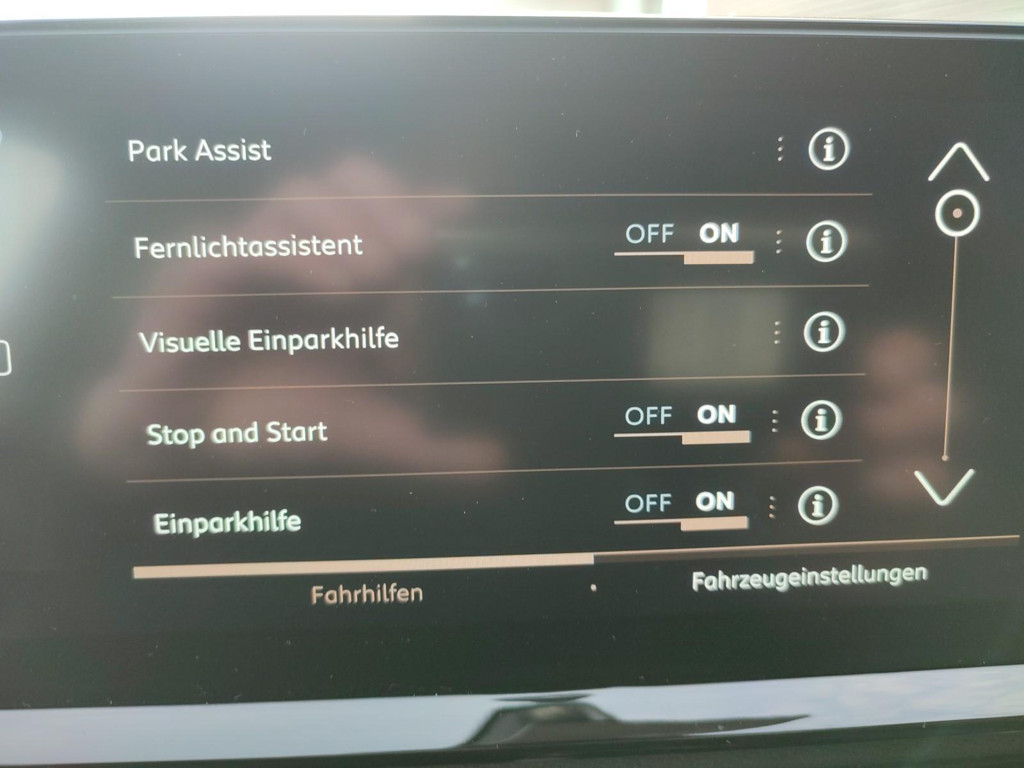 Park Assist
Fernlichtassistent OFF ON
Visuelle Einparkhilfe
Stop and Start OFF ON
Einparkhilfe OFF ON
Fahrhilfen Fahrzeugeinstellungen